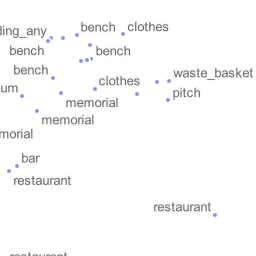 ding_any
bench
clothes
bench
bench
bench
clothes
waste_basket
um
memorial
pitch
memorial
morial
bar
restaurant
restaurant